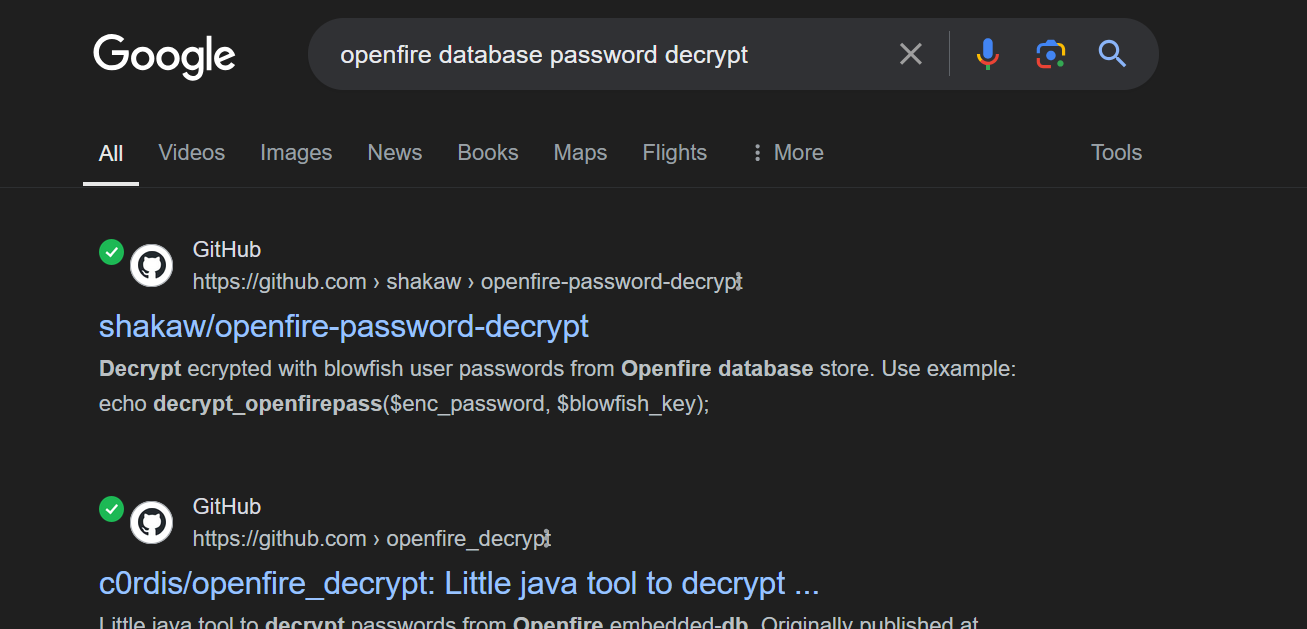 Google
openfire database password decrypt
All Videos Images News Books Maps Flights More Tools
GitHub
https://github.com › shakaw › openfire-password-decrypt
shakaw/openfire-password-decrypt
Decrypt ecrypted with blowfish user passwords from Openfire database store. Use example:
echo decrypt_openfirepass($enc_password, $blowfish_key);
GitHub
https://github.com › openfire_decrypt
c0rdis/openfire_decrypt: Little java tool to decrypt ...
Little java tool to decrypt passwords from Openfire embedded-db. Originally published at